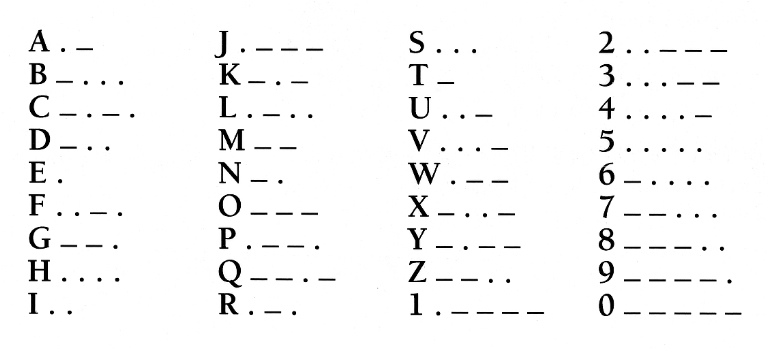 A . – J . – – – S . . . 2 . . – – –
B – . . . K – . – T – 3 . . . – –
C – . – . L . – . . U . . – 4 . . . . –
D – . . M – – V . . . – 5 . . . . .
E . N – . W . – – 6 – . . . .
F . . – . O – – – X – . . – 7 – – . . .
G – – . P . – – . Y – . – – 8 – – – . .
H . . . . Q – – . – Z – – . . 9 – – – – .
I . . R . – . 1 . – – – – 0 – – – – –